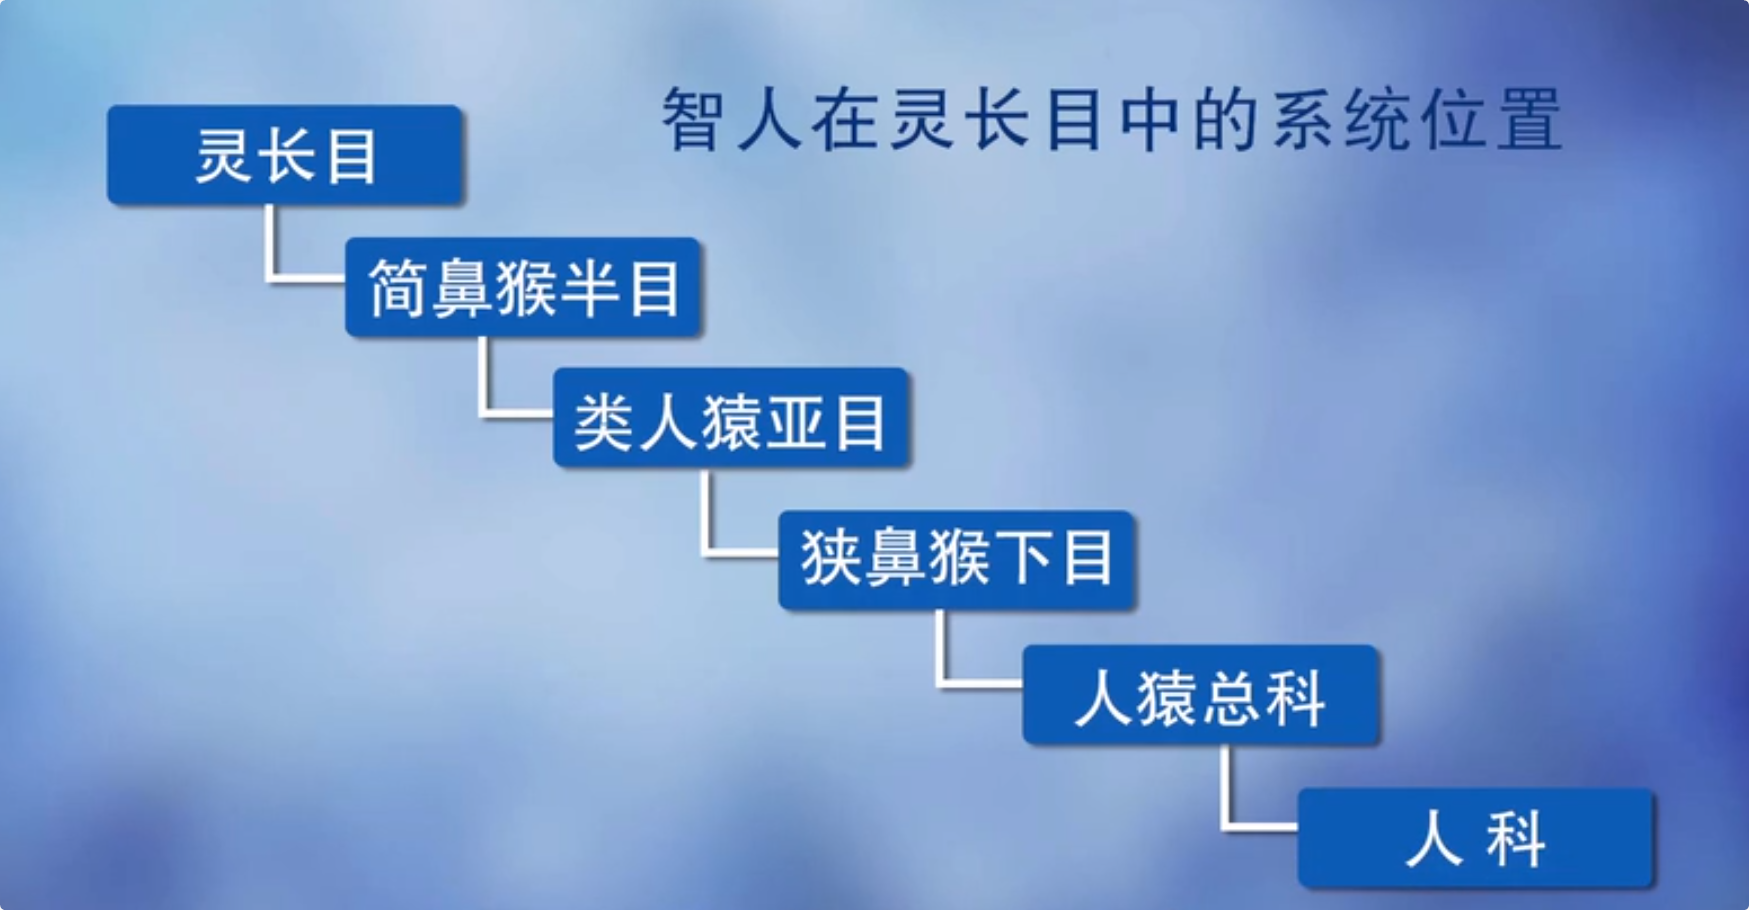 智人在灵长目中的系统位置
灵长目
简鼻猴半目
类人猿亚目
狭鼻猴下目
人猿总科
人 科